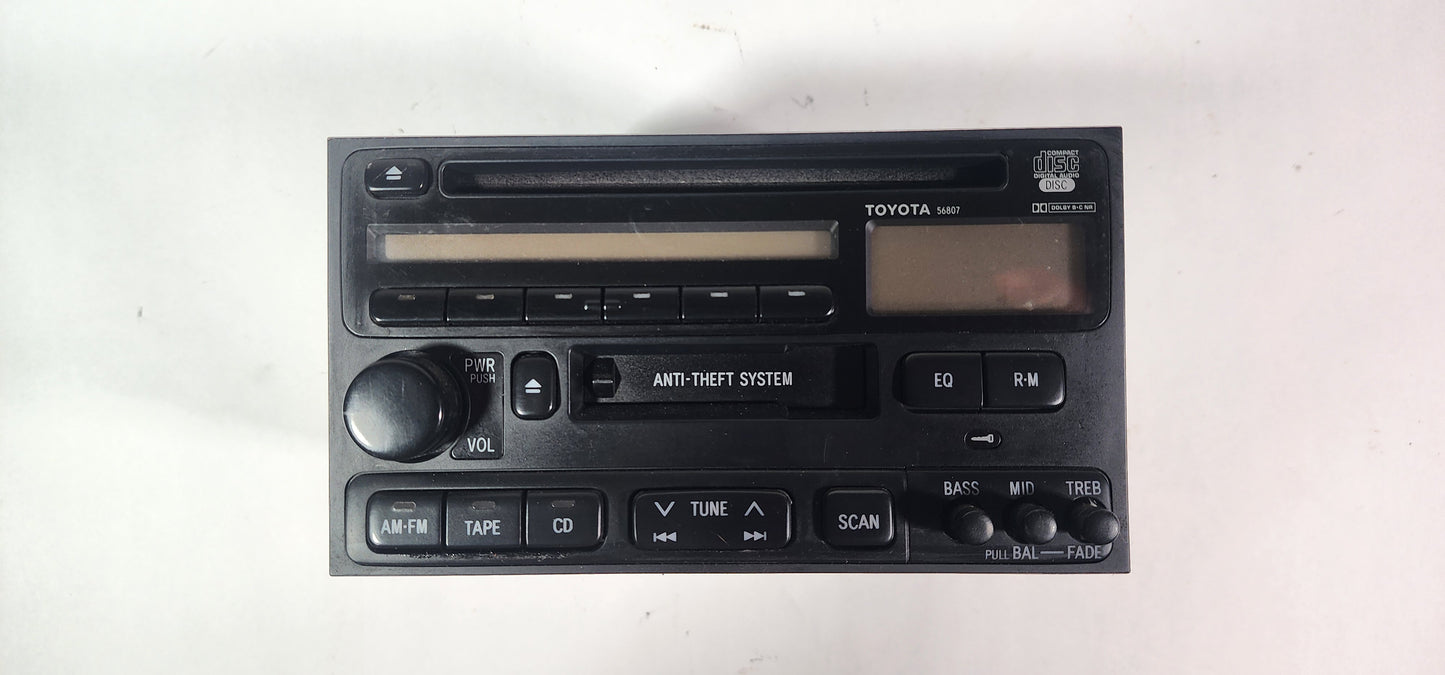 COMPACT
disc
DIGITAL AUDIO
DISC
TOYOTA 56807
DOLBY B·C NR
PWR
PUSH
VOL
ANTI-THEFT SYSTEM
EQ
R·M
AM·FM
TAPE
CD
TUNE
SCAN
BASS
MID
TREB
PULL BAL — FADE